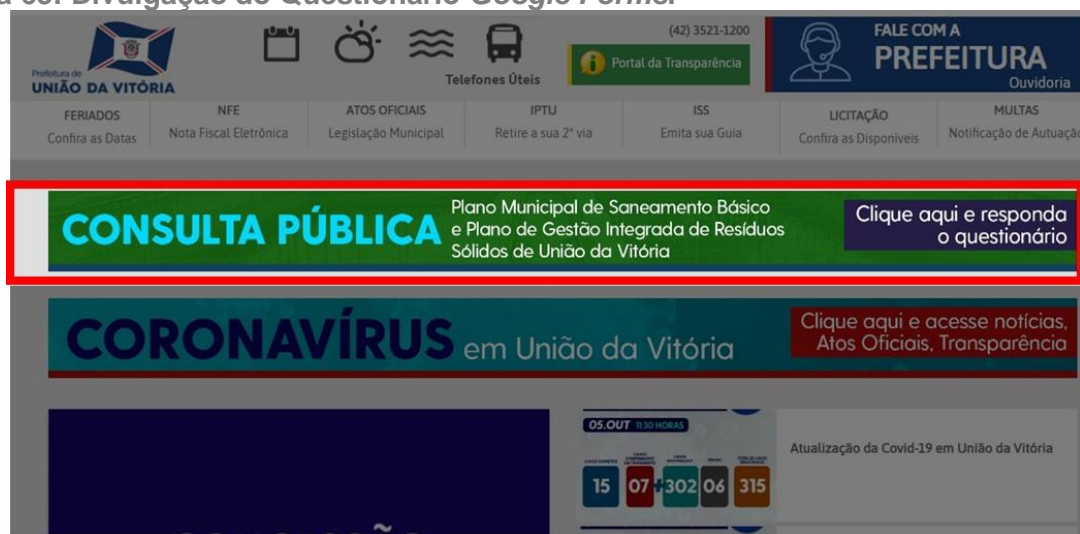 Divulgação do Questionário Google Forms.
Prefeitura de
UNIÃO DA VITÓRIA
Telefones Úteis
(42) 3521-1200
i Portal da Transparência
FALE COM A
PREFEITURA
Ouvidoria
FERIADOS
Confira as Datas
NFE
Nota Fiscal Eletrônica
ATOS OFICIAIS
Legislação Municipal
IPTU
Retire a sua 2° via
ISS
Emita sua Guia
LICITAÇÃO
Confira as Disponíveis
MULTAS
Notificação de Autuação
CONSULTA PÚBLICA
Plano Municipal de Saneamento Básico
e Plano de Gestão Integrada de Resíduos
Sólidos de União da Vitória
Clique aqui e responda
o questionário
CORONAVÍRUS em União da Vitória
Clique aqui e acesse notícias,
Atos Oficiais, Transparência
05.OUT 11:30 HORAS
15 07 +302 06 315
Atualização da Covid-19 em União da Vitória